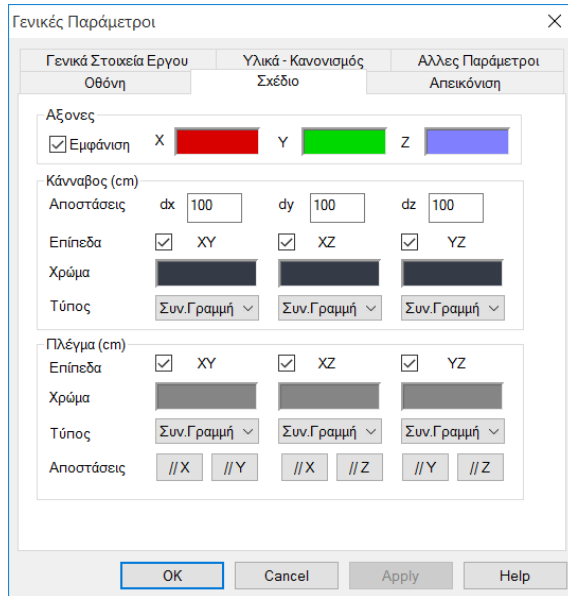 Γενικές Παράμετροι
Γενικά Στοιχεία Εργου Υλικά - Κανονισμός Αλλες Παράμετροι
Οθόνη Σχέδιο Απεικόνιση
Αξονες
Εμφάνιση X Y Z
Κάνναβος (cm)
Αποστάσεις dx 100 dy 100 dz 100
Επίπεδα XY XZ YZ
Χρώμα
Τύπος Συν.Γραμμή Συν.Γραμμή Συν.Γραμμή
Πλέγμα (cm)
Επίπεδα XY XZ YZ
Χρώμα
Τύπος Συν.Γραμμή Συν.Γραμμή Συν.Γραμμή
Αποστάσεις //X //Y //X //Z //Y //Z
OK Cancel Apply Help